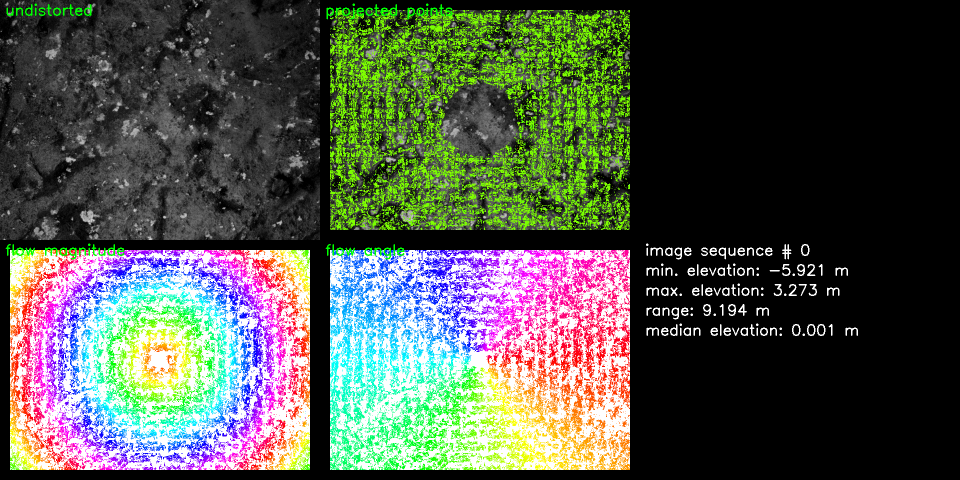 undistorted
projected points
flow magnitude
flow angle
image sequence # 0
min. elevation: -5.921 m
max. elevation: 3.273 m
range: 9.194 m
median elevation: 0.001 m